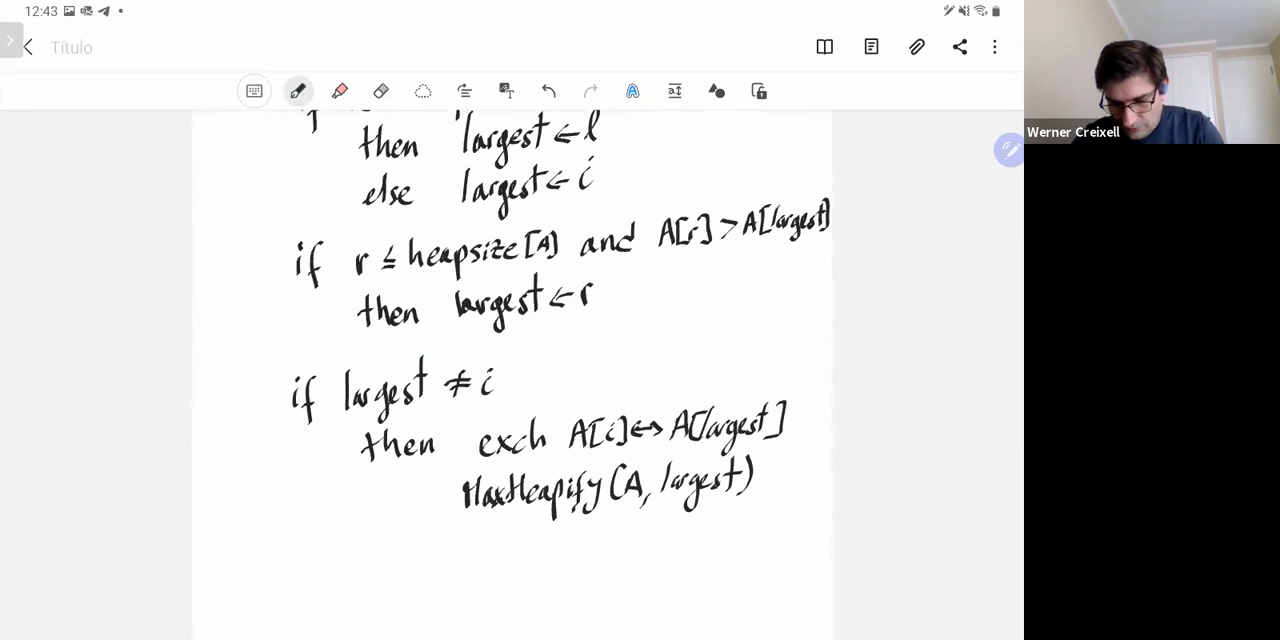 12:43
Título
then largest ← l
else largest ← i
if r ≤ heapsize[A] and A[r] > A[largest]
then largest ← r
if largest ≠ i
then exch A[i] ↔ A[largest]
MaxHeapify(A, largest)
Werner Creixell